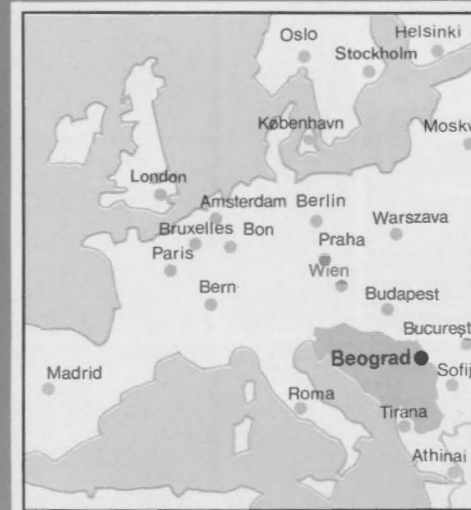 Oslo
Helsinki
Stockholm
København
Moskv
London
Amsterdam
Berlin
Bruxelles
Bon
Warszava
Paris
Praha
Wien
Bern
Budapest
Bucureşt
Beograd
Madrid
Sofij
Roma
Tirana
Athinai